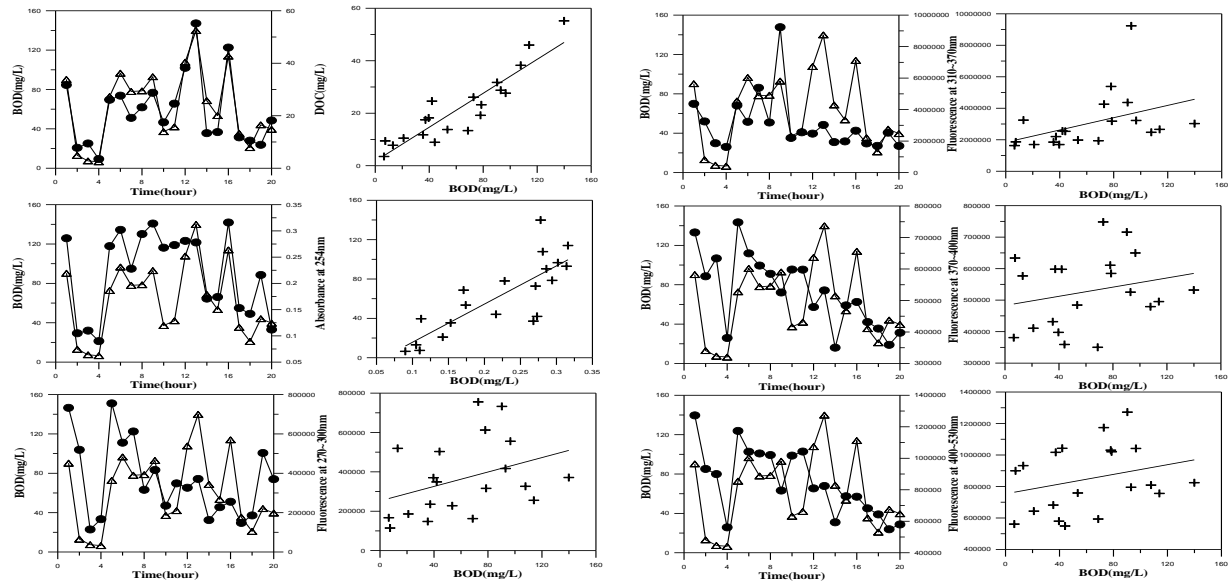 160
120
80
40
0
BOD(mg/L)
60
40
20
0
0 4 8 12 16 20
Time(hour)
60
40
20
0
DOC(mg/L)
0 40 80 120 160
BOD(mg/L)
160
120
80
40
0
BOD(mg/L)
10000000
8000000
6000000
4000000
2000000
0
0 4 8 12 16 20
Time(hour)
10000000
8000000
6000000
4000000
2000000
0
Fluorescence at 310~370nm
0 40 80 120 160
BOD(mg/L)
160
120
80
40
0
BOD(mg/L)
0.35
0.3
0.25
0.2
0.15
0.1
0.05
0 4 8 12 16 20
Time(hour)
160
120
80
40
0
Absorbance at 254nm
0.05 0.1 0.15 0.2 0.25 0.3 0.35
BOD(mg/L)
160
120
80
40
0
BOD(mg/L)
800000
700000
600000
500000
400000
300000
0 4 8 12 16 20
Time(hour)
800000
700000
600000
500000
400000
300000
Fluorescence at 370~400nm
0 40 80 120 160
BOD(mg/L)
160
120
80
40
0
BOD(mg/L)
800000
600000
400000
200000
0
0 4 8 12 16 20
Time(hour)
800000
600000
400000
200000
0
Fluorescence at 270~300nm
0 40 80 120 160
BOD(mg/L)
160
120
80
40
0
BOD(mg/L)
1400000
1200000
1000000
800000
600000
400000
0 4 8 12 16 20
Time(hour)
1400000
1200000
1000000
800000
600000
400000
Fluorescence at 400~530nm
0 40 80 120 160
BOD(mg/L)